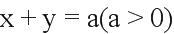 x + y = a(a > 0)